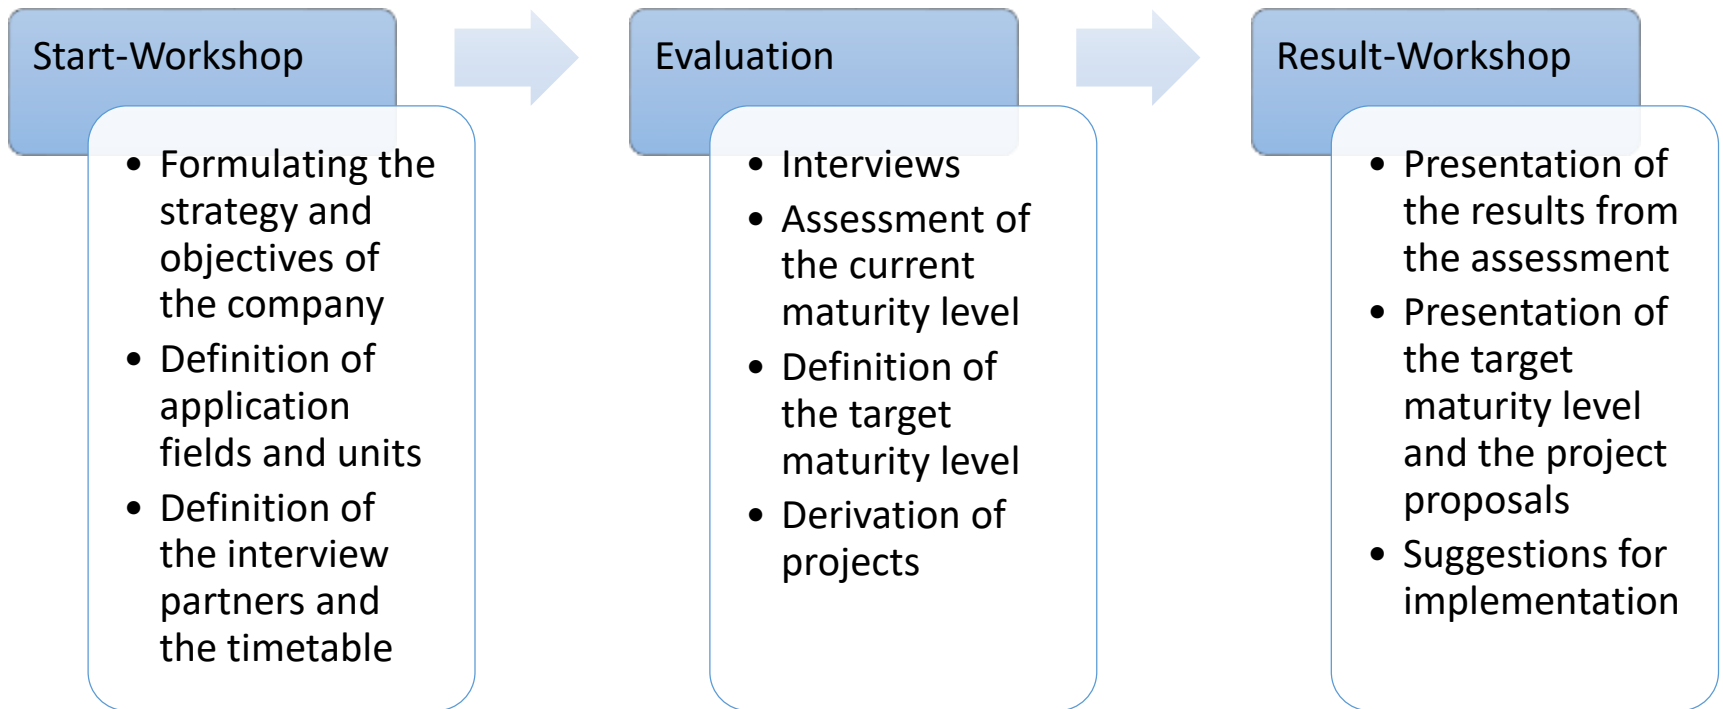 Start-Workshop
• Formulating the
strategy and
objectives of
the company
• Definition of
application
fields and units
• Definition of
the interview
partners and
the timetable
Evaluation
• Interviews
• Assessment of
the current
maturity level
• Definition of
the target
maturity level
• Derivation of
projects
Result-Workshop
• Presentation of
the results from
the assessment
• Presentation of
the target
maturity level
and the project
proposals
• Suggestions for
implementation